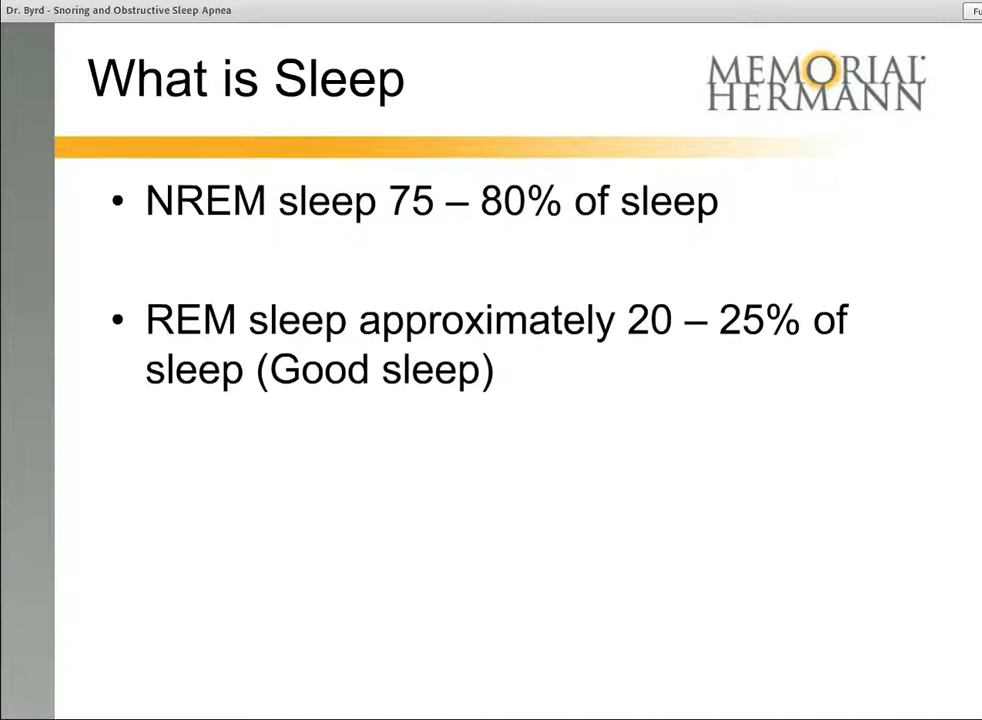 Dr. Byrd - Snoring and Obstructive Sleep Apnea
What is Sleep
MEMORIAL
HERMANN
• NREM sleep 75 – 80% of sleep
• REM sleep approximately 20 – 25% of
sleep (Good sleep)